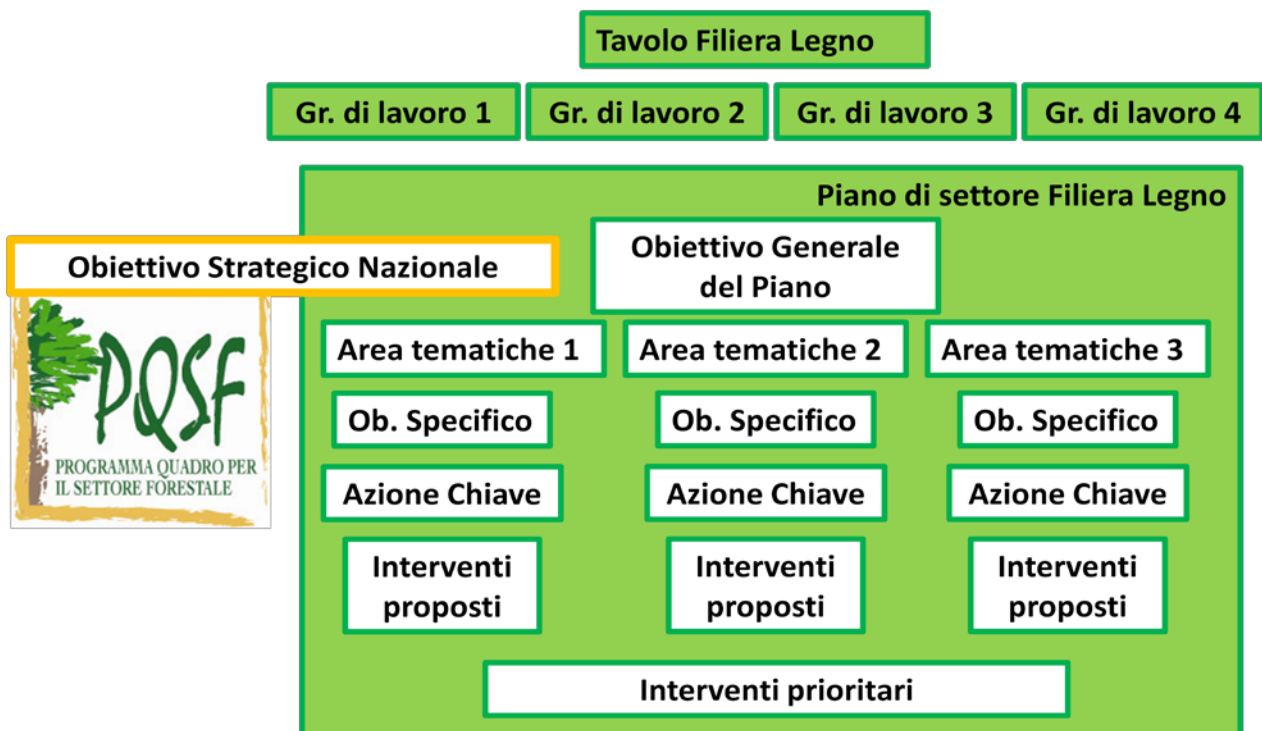 Tavolo Filiera Legno
Gr. di lavoro 1
Gr. di lavoro 2
Gr. di lavoro 3
Gr. di lavoro 4
Piano di settore Filiera Legno
Obiettivo Strategico Nazionale
Obiettivo Generale
del Piano
PQSF
PROGRAMMA QUADRO PER
IL SETTORE FORESTALE
Area tematiche 1
Area tematiche 2
Area tematiche 3
Ob. Specifico
Ob. Specifico
Ob. Specifico
Azione Chiave
Azione Chiave
Azione Chiave
Interventi
proposti
Interventi
proposti
Interventi
proposti
Interventi prioritari